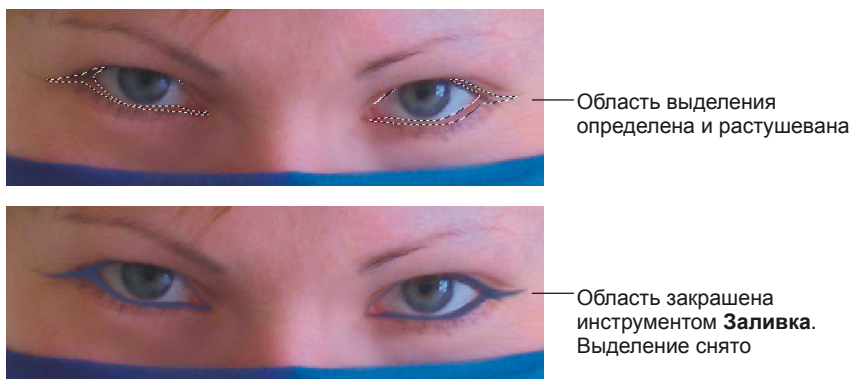 Область выделения
определена и растушевана
Область закрашена
инструментом Заливка.
Выделение снято